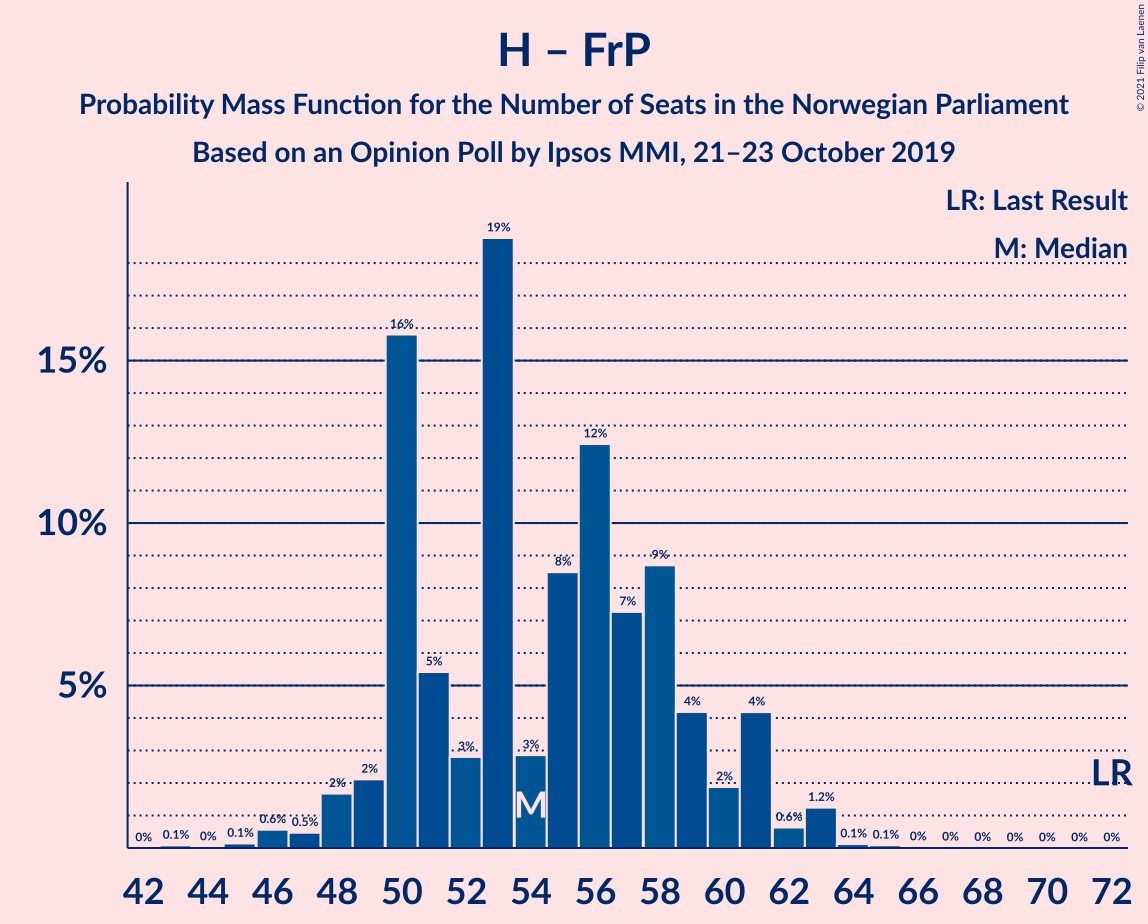 © 2021 Filip van Laenen
H – FrP
Probability Mass Function for the Number of Seats in the Norwegian Parliament
Based on an Opinion Poll by Ipsos MMI, 21–23 October 2019
LR: Last Result
M: Median
15%
10%
5%
0% 0.1% 0% 0.1% 0.6% 0.5% 2% 2% 16% 5% 3% 19% 3% 8% 12% 7% 9% 4% 2% 4% 0.6% 1.2% 0.1% 0.1% 0% 0% 0% 0% 0% 0% 0%
M
LR
42 44 46 48 50 52 54 56 58 60 62 64 66 68 70 72